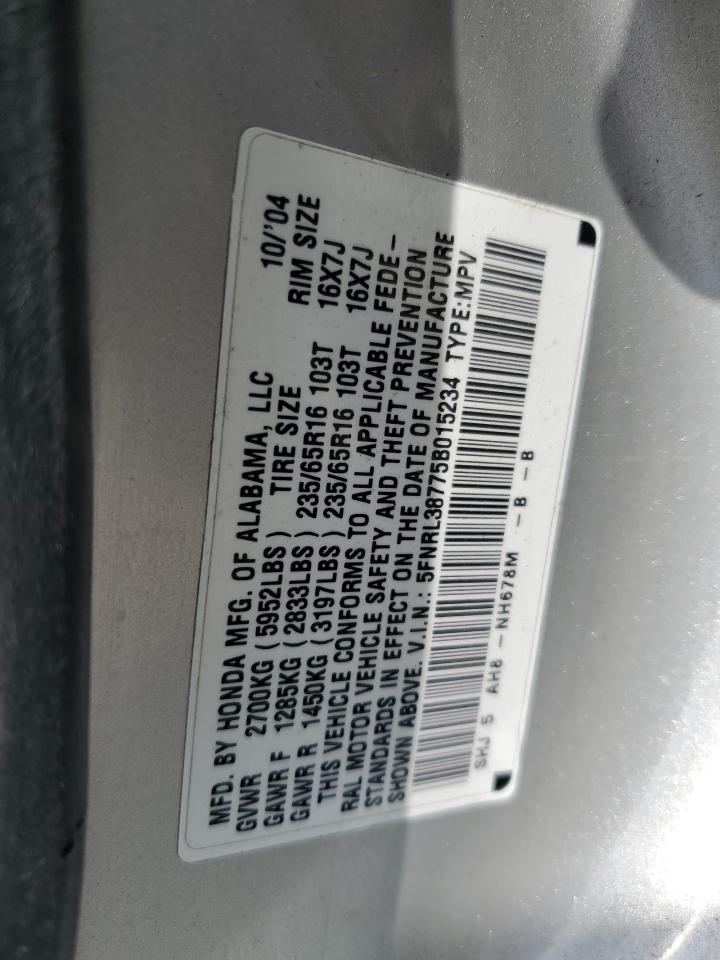 MFD. BY HONDA MFG. OF ALABAMA, LLC 10/'04
GVWR 2700KG (5952LBS) TIRE SIZE RIM SIZE
GAWR F 1285KG (2833LBS) 235/65R16 103T 16X7J
GAWR R 1450KG (3197LBS) 235/65R16 103T 16X7J
THIS VEHICLE CONFORMS TO ALL APPLICABLE FEDE-
RAL MOTOR VEHICLE SAFETY AND THEFT PREVENTION
STANDARDS IN EFFECT ON THE DATE OF MANUFACTURE
SHOWN ABOVE. V.I.N.: 5FNRL38775B015234 TYPE:MPV
SHJ 5 AH8 -NH678M -B -B